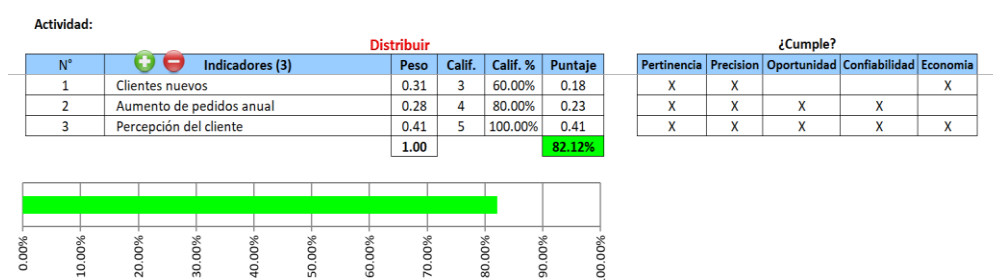 Actividad:
Distribuir ¿Cumple?
N° Indicadores (3) Peso Calif. Calif. % Puntaje Pertinencia Precision Oportunidad Confiabilidad Economia
1 Clientes nuevos 0.31 3 60.00% 0.18 X X X
2 Aumento de pedidos anual 0.28 4 80.00% 0.23 X X X X
3 Percepción del cliente 0.41 5 100.00% 0.41 X X X X X
1.00 82.12%
0.00% 10.00% 20.00% 30.00% 40.00% 50.00% 60.00% 70.00% 80.00% 90.00% 00.00%